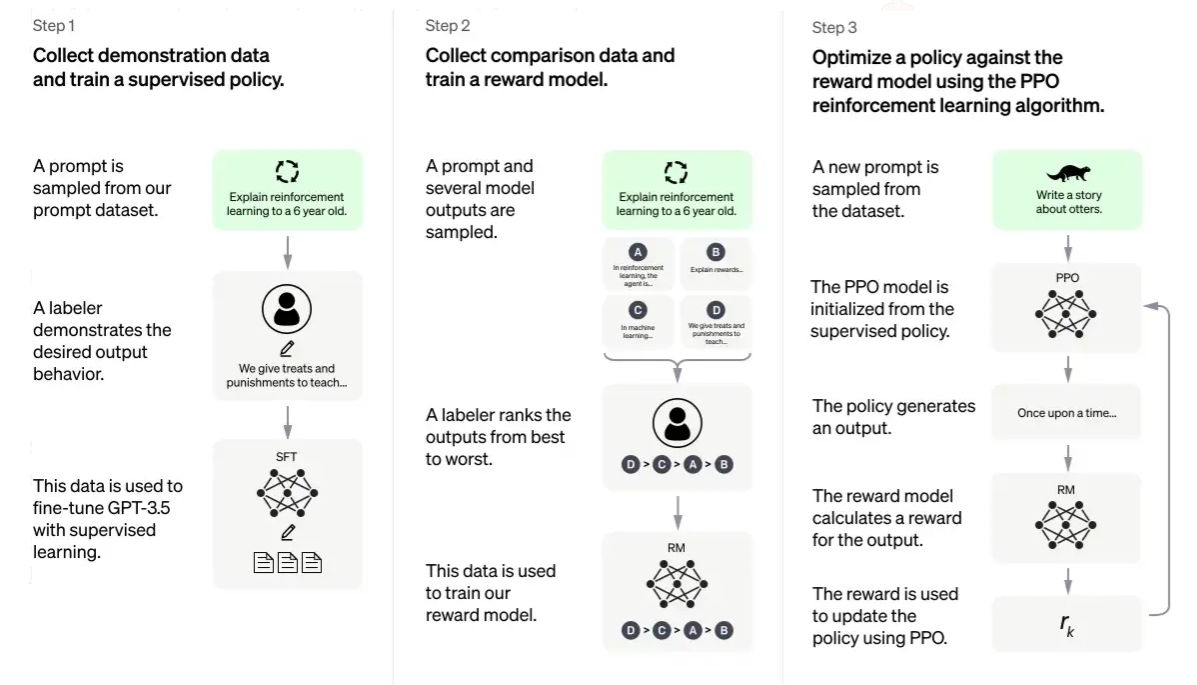 Step 1
Collect demonstration data
and train a supervised policy.
A prompt is
sampled from our
prompt dataset.
Explain reinforcement
learning to a 6 year old.
A labeler
demonstrates the
desired output
behavior.
We give treats and
punishments to teach...
This data is used to
fine-tune GPT-3.5
with supervised
learning.
SFT
Step 2
Collect comparison data and
train a reward model.
A prompt and
several model
outputs are
sampled.
Explain reinforcement
learning to a 6 year old.
A
In reinforcement
learning, the
agent is...
B
Explain rewards...
C
In machine
learning...
D
We give treats and
punishments to
teach...
A labeler ranks the
outputs from best
to worst.
D > C > A > B
This data is used
to train our
reward model.
RM
D > C > A > B
Step 3
Optimize a policy against the
reward model using the PPO
reinforcement learning algorithm.
A new prompt is
sampled from
the dataset.
Write a story
about otters.
The PPO model is
initialized from the
supervised policy.
PPO
The policy generates
an output.
Once upon a time...
The reward model
calculates a reward
for the output.
RM
The reward is used
to update the
policy using PPO.
rk